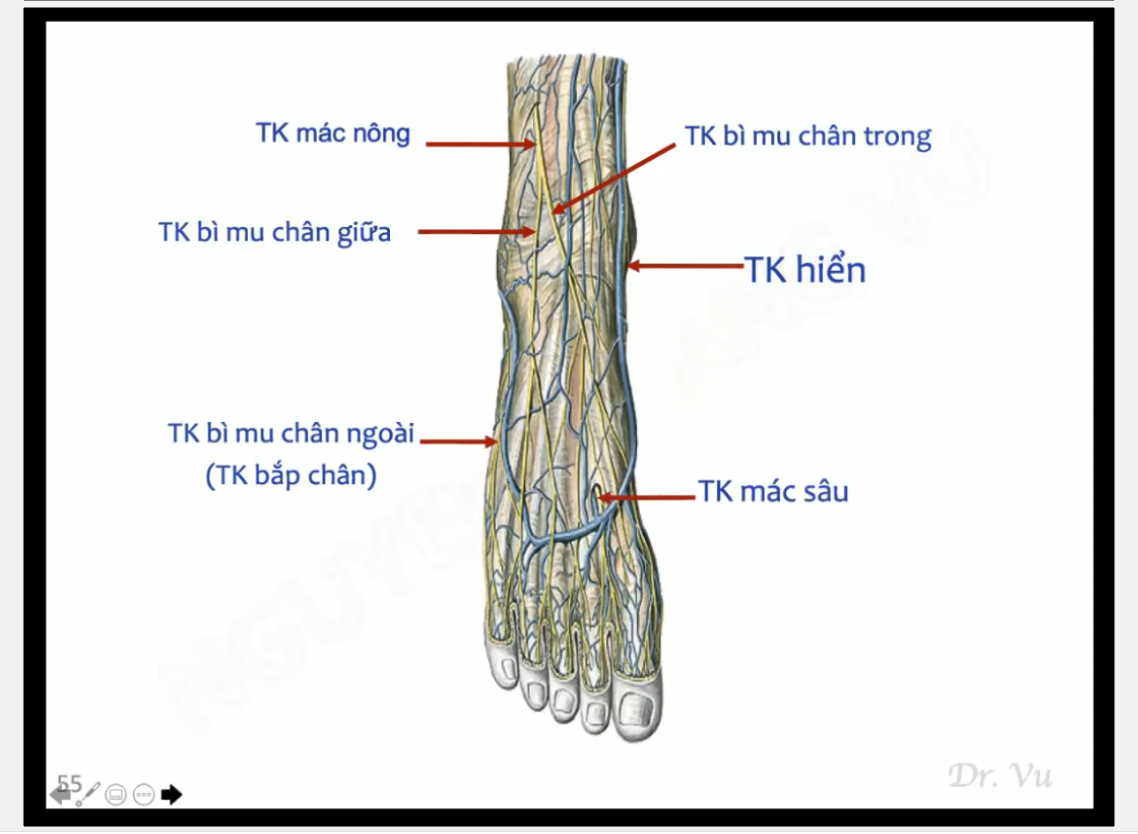 TK mác nông
TK bì mu chân trong
TK bì mu chân giữa
TK hiển
TK bì mu chân ngoài
(TK bắp chân)
TK mác sâu
55
Dr. Vu